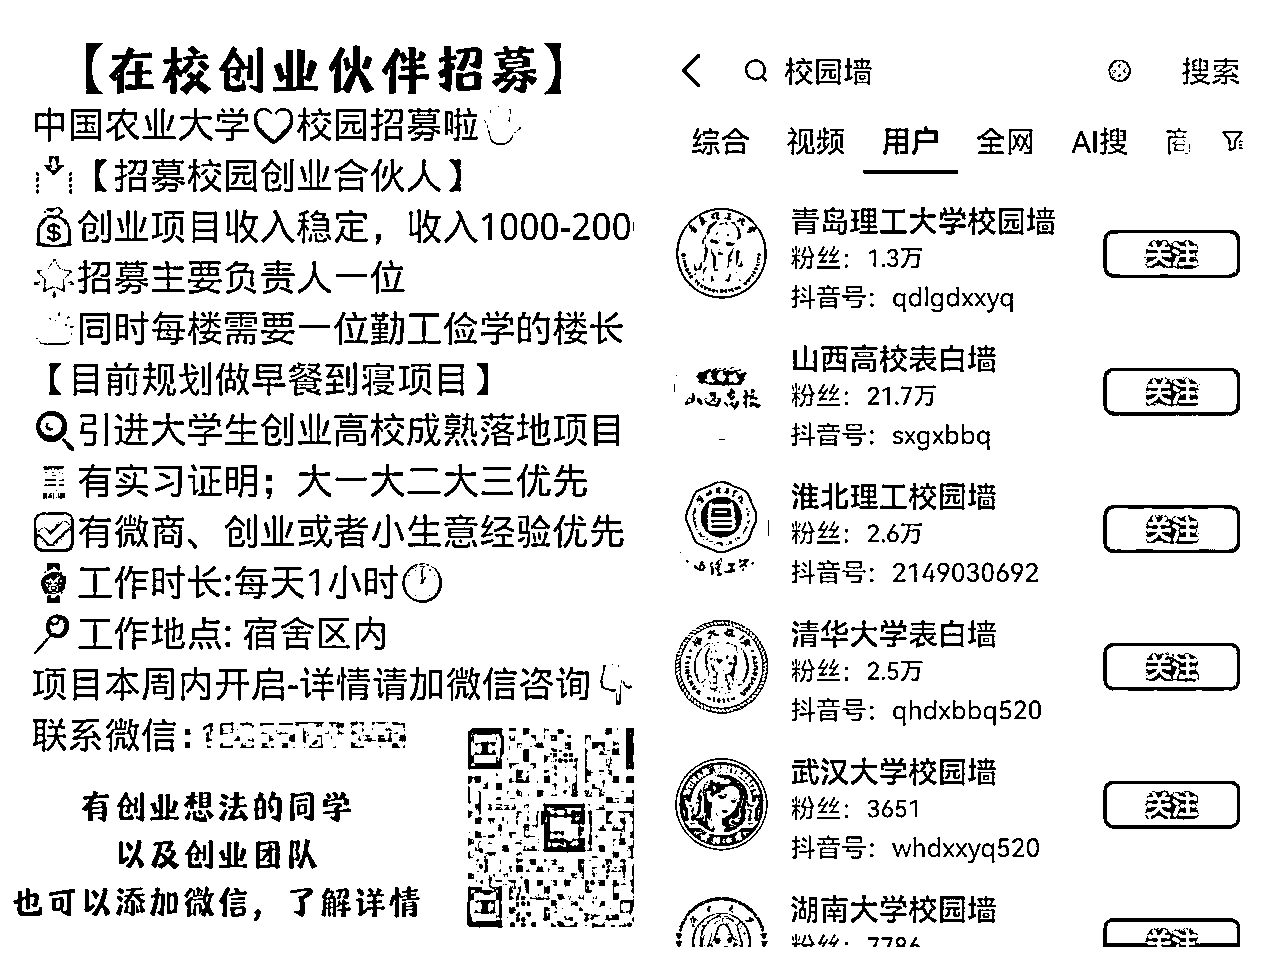 【在校创业伙伴招募】
中国农业大学♡校园招募啦
【招募校园创业合伙人】
创业项目收入稳定，收入1000-200
招募主要负责人一位
同时每楼需要一位勤工俭学的楼长
【目前规划做早餐到寝项目】
引进大学生创业高校成熟落地项目
有实习证明；大一大二大三优先
有微商、创业或者小生意经验优先
工作时长:每天1小时
工作地点: 宿舍区内
项目本周内开启-详情请加微信咨询
联系微信:
有创业想法的同学
以及创业团队
也可以添加微信，了解详情
校园墙
搜索
综合 视频 用户 全网 AI搜 商
青岛理工大学校园墙
粉丝：1.3万
关注
抖音号：qdlgdxxyq
山西高校表白墙
粉丝：21.7万
关注
抖音号：sxgxbbq
山西高校
淮北理工校园墙
粉丝：2.6万
关注
抖音号：2149030692
清华大学表白墙
粉丝：2.5万
关注
抖音号：qhdxbbq520
武汉大学校园墙
粉丝：3651
关注
抖音号：whdxxyq520
湖南大学校园墙
粉丝：7786
关注